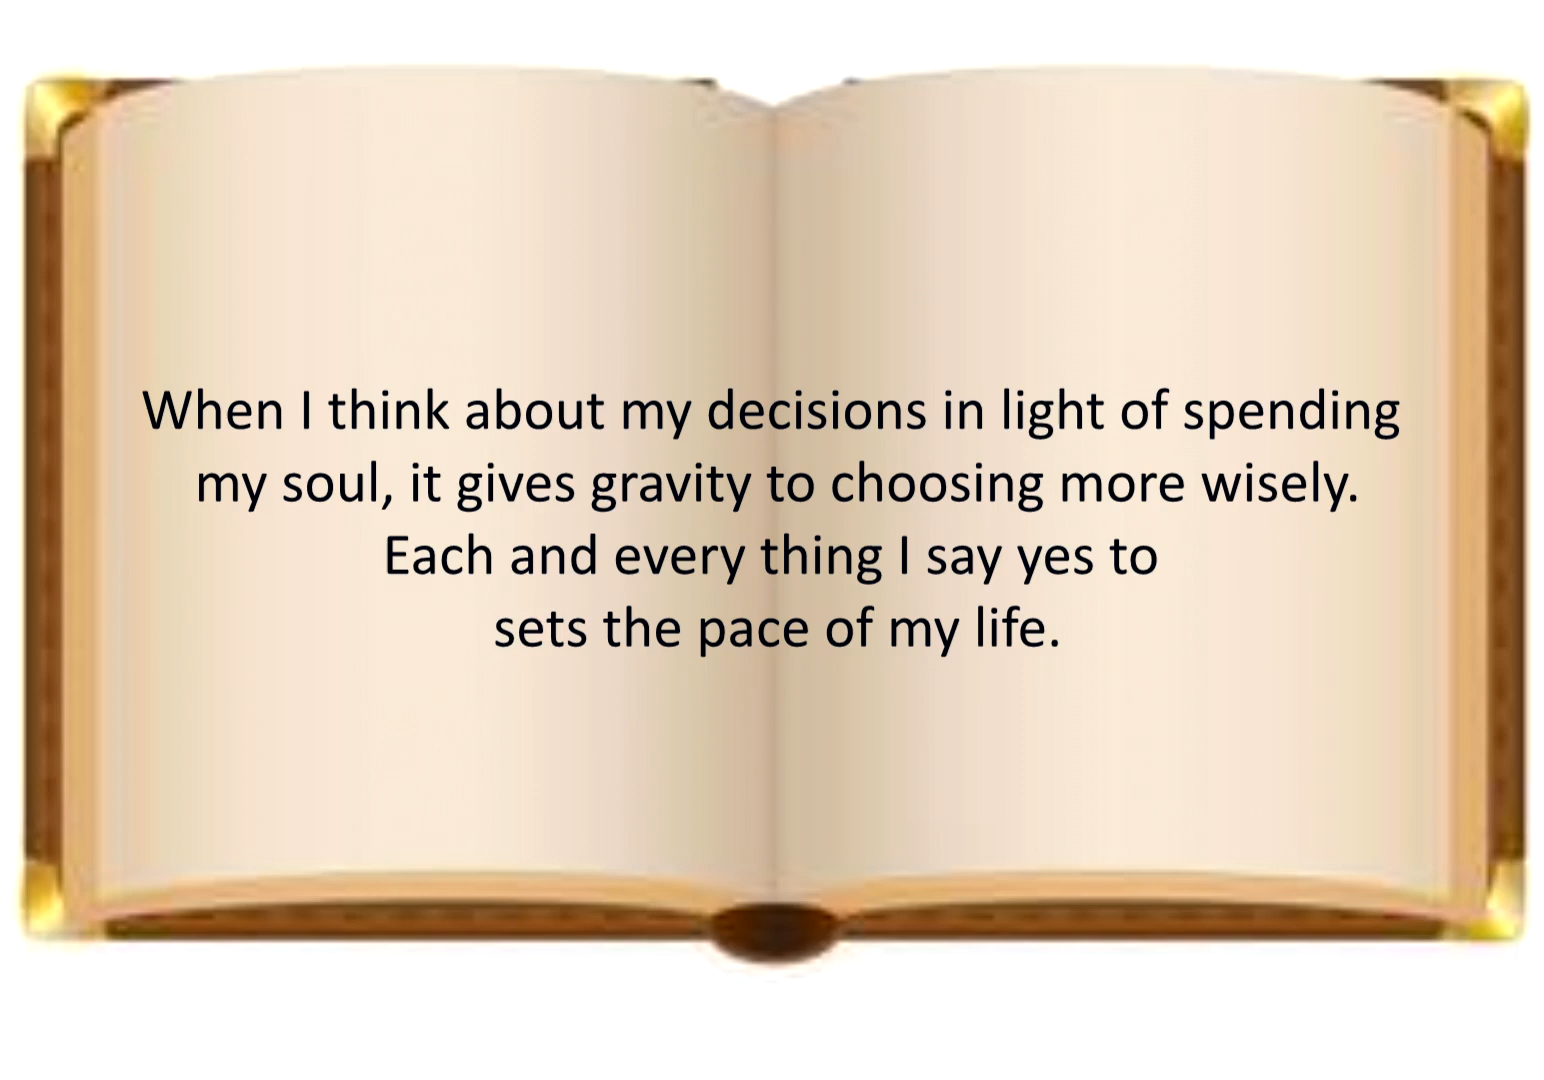 When I think about my decisions in light of spending
my soul, it gives gravity to choosing more wisely.
Each and every thing I say yes to
sets the pace of my life.